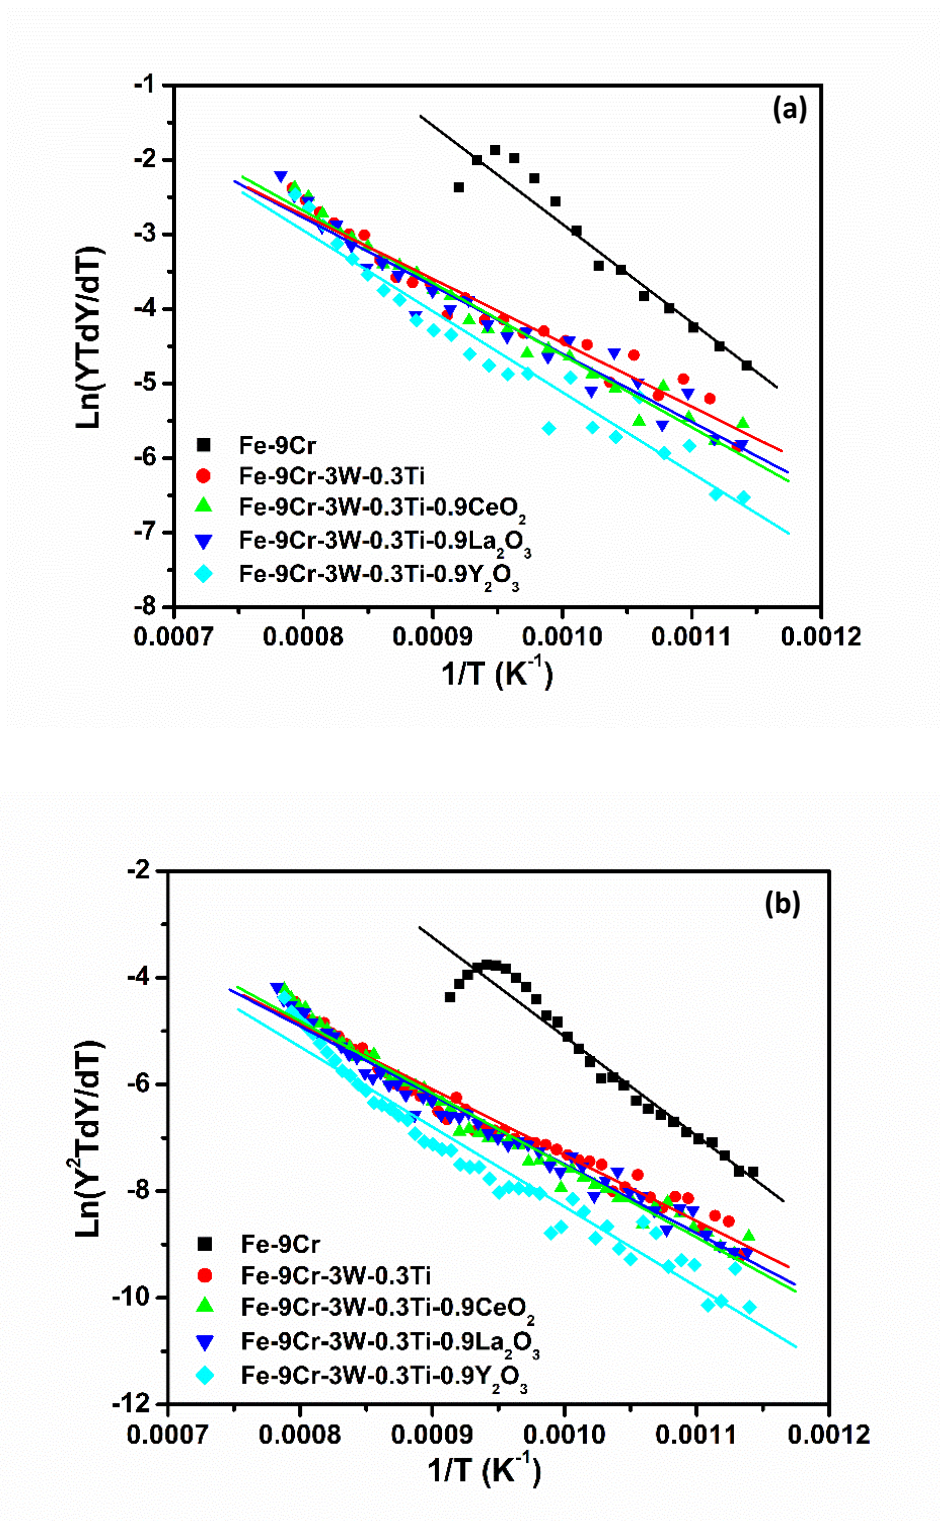 (a)
Ln(YTdY/dT)
-1
-2
-3
-4
-5
-6
-7
-8
Fe-9Cr
Fe-9Cr-3W-0.3Ti
Fe-9Cr-3W-0.3Ti-0.9CeO2
Fe-9Cr-3W-0.3Ti-0.9La2O3
Fe-9Cr-3W-0.3Ti-0.9Y2O3
0.0007 0.0008 0.0009 0.0010 0.0011 0.0012
1/T (K-1)
(b)
Ln(Y2TdY/dT)
-2
-4
-6
-8
-10
-12
Fe-9Cr
Fe-9Cr-3W-0.3Ti
Fe-9Cr-3W-0.3Ti-0.9CeO2
Fe-9Cr-3W-0.3Ti-0.9La2O3
Fe-9Cr-3W-0.3Ti-0.9Y2O3
0.0007 0.0008 0.0009 0.0010 0.0011 0.0012
1/T (K-1)